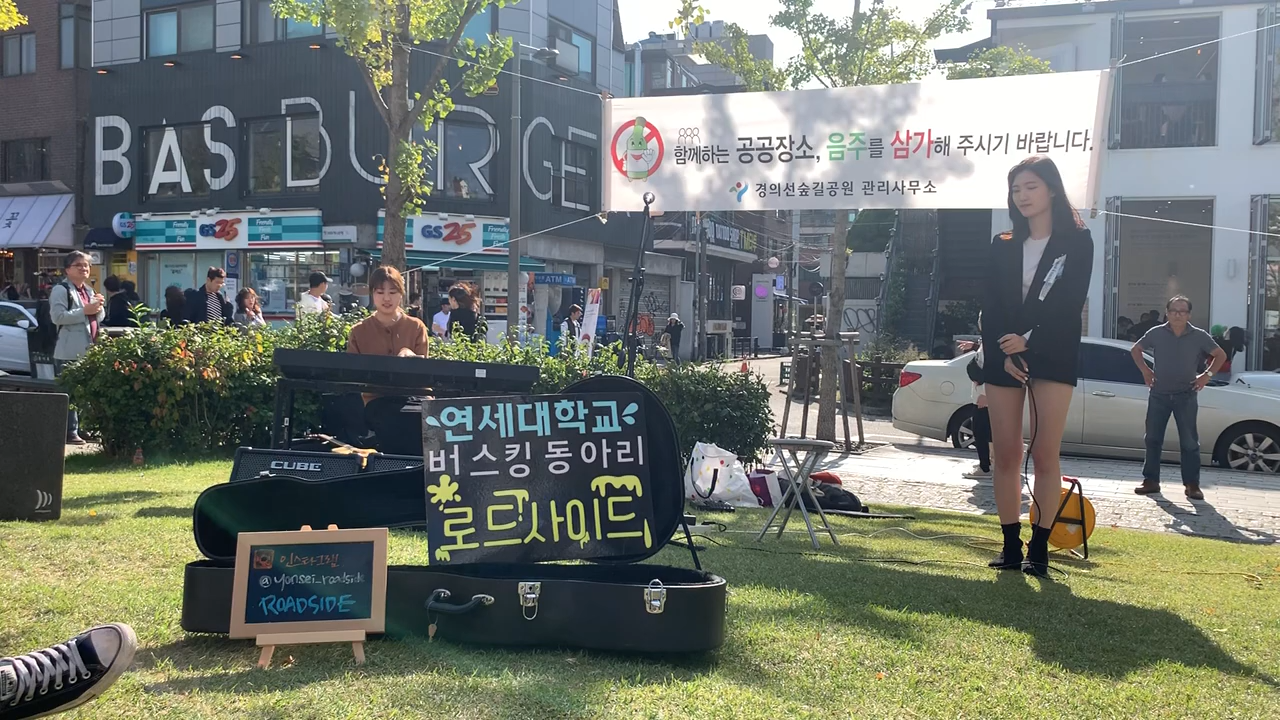 BAS BURGE
GS25
GS25
ATM
함께하는 공공장소, 음주를 삼가해 주시기 바랍니다.
경의선숲길공원 관리사무소
CUBE
연세대학교
버스킹 동아리
로드사이드
인스타그램
@yonsei_roadside
ROADSIDE